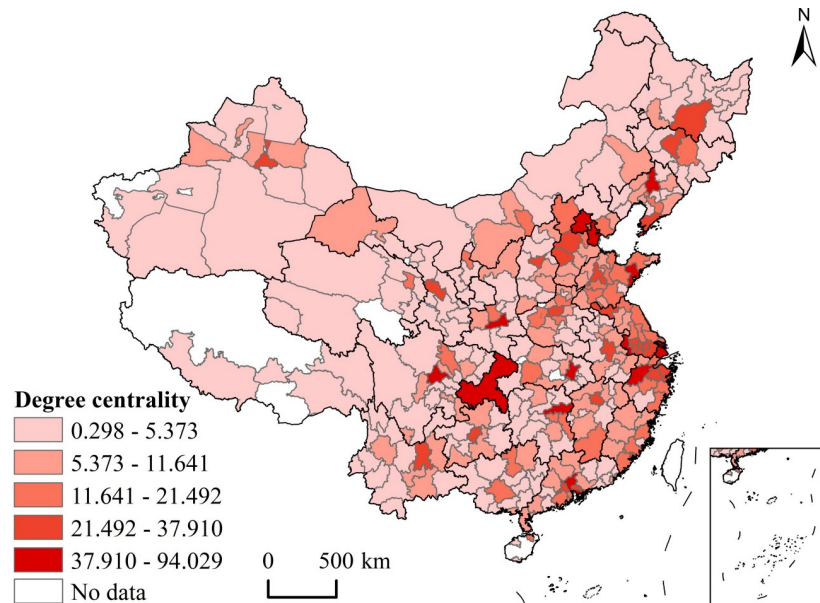 N
Degree centrality
0.298 - 5.373
5.373 - 11.641
11.641 - 21.492
21.492 - 37.910
37.910 - 94.029
No data
0 500 km